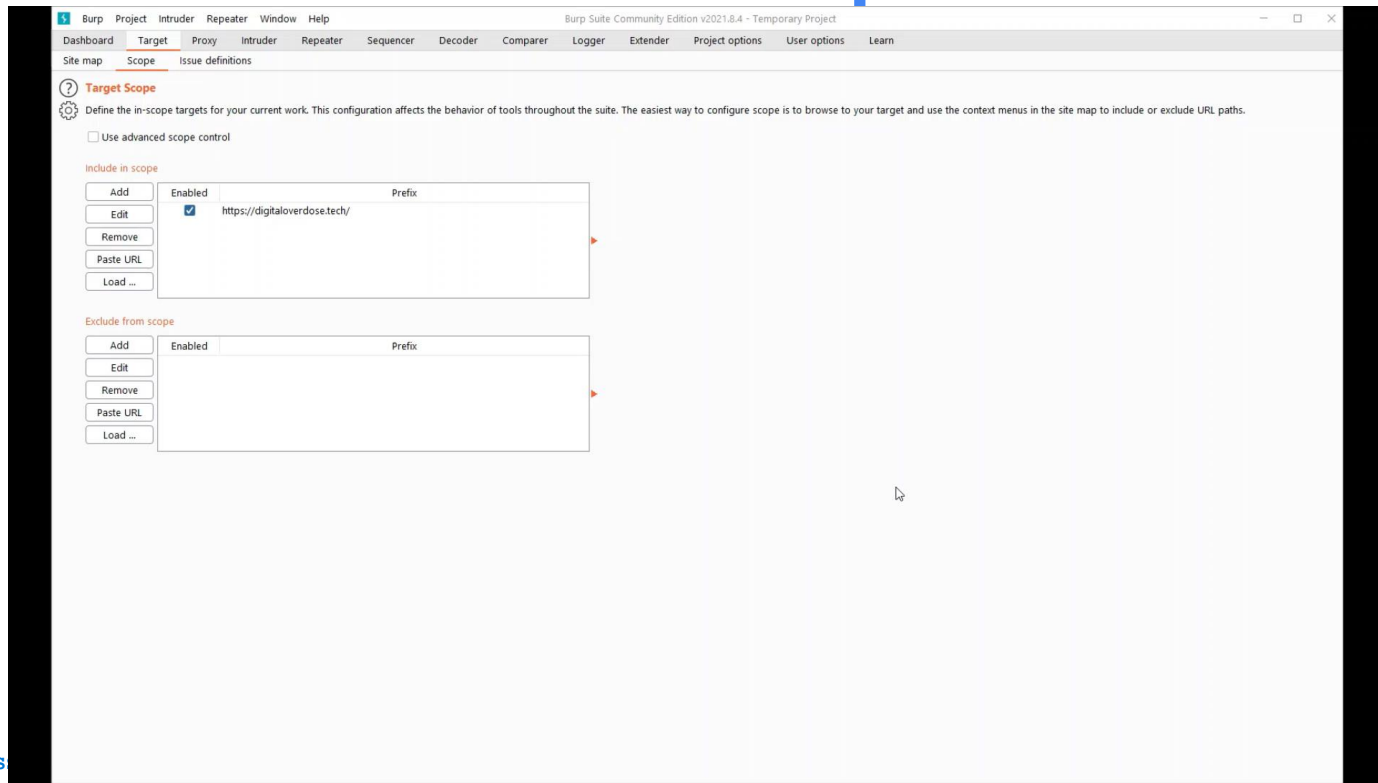 Burp Project Intruder Repeater Window Help Burp Suite Community Edition v2021.8.4 - Temporary Project
Dashboard Target Proxy Intruder Repeater Sequencer Decoder Comparer Logger Extender Project options User options Learn
Site map Scope Issue definitions
? Target Scope
Define the in-scope targets for your current work. This configuration affects the behavior of tools throughout the suite. The easiest way to configure scope is to browse to your target and use the context menus in the site map to include or exclude URL paths.
Use advanced scope control
Include in scope
Add Enabled Prefix
Edit https://digitaloverdose.tech/
Remove
Paste URL
Load ...
Exclude from scope
Add Enabled Prefix
Edit
Remove
Paste URL
Load ...